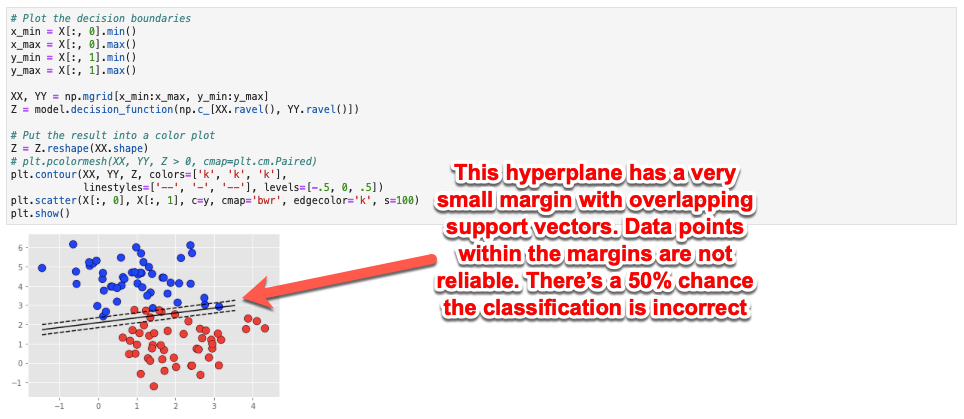 # Plot the decision boundaries
x_min = X[:, 0].min()
x_max = X[:, 0].max()
y_min = X[:, 1].min()
y_max = X[:, 1].max()
XX, YY = np.mgrid[x_min:x_max, y_min:y_max]
Z = model.decision_function(np.c_[XX.ravel(), YY.ravel()])
# Put the result into a color plot
Z = Z.reshape(XX.shape)
# plt.pcolormesh(XX, YY, Z > 0, cmap=plt.cm.Paired)
plt.contour(XX, YY, Z, colors=['k', 'k', 'k'],
linestyles=['--', '-', '--'], levels=[-.5, 0, .5])
plt.scatter(X[:, 0], X[:, 1], c=y, cmap='bwr', edgecolor='k', s=100)
plt.show()
This hyperplane has a very
small margin with overlapping
support vectors. Data points
within the margins are not
reliable. There’s a 50% chance
the classification is incorrect
6
5
4
3
2
1
0
−1
−1 0 1 2 3 4